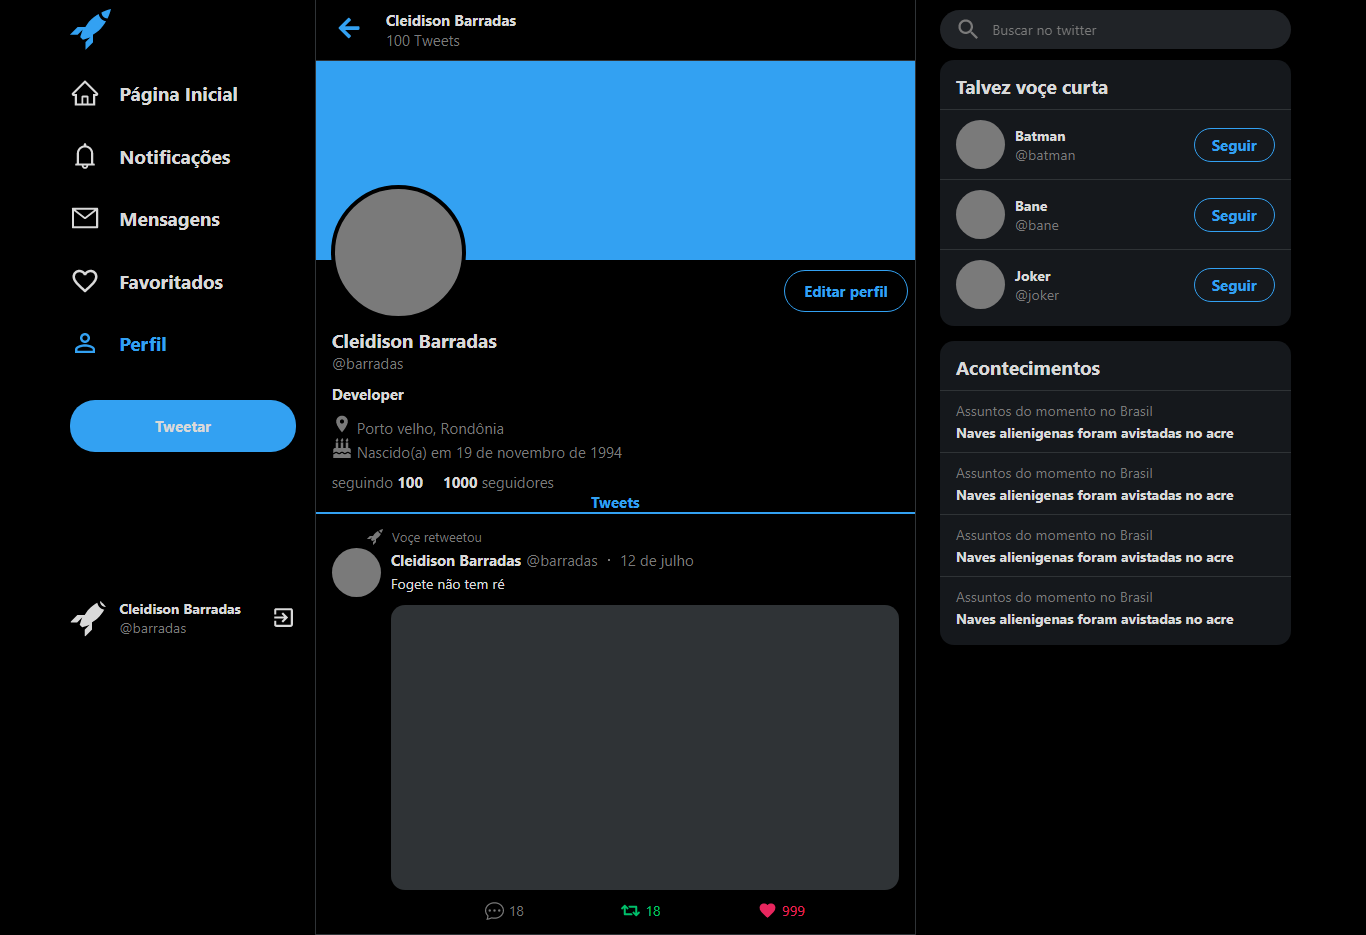 Página Inicial
Notificações
Mensagens
Favoritados
Perfil
Tweetar
Cleidison Barradas
@barradas
Cleidison Barradas
100 Tweets
Editar perfil
Cleidison Barradas
@barradas
Developer
Porto velho, Rondônia
Nascido(a) em 19 de novembro de 1994
seguindo 100 1000 seguidores
Tweets
Voçe retweetou
Cleidison Barradas @barradas · 12 de julho
Fogete não tem ré
18 18 999
Buscar no twitter
Talvez voçe curta
Batman
@batman
Seguir
Bane
@bane
Seguir
Joker
@joker
Seguir
Acontecimentos
Assuntos do momento no Brasil
Naves alienigenas foram avistadas no acre
Assuntos do momento no Brasil
Naves alienigenas foram avistadas no acre
Assuntos do momento no Brasil
Naves alienigenas foram avistadas no acre
Assuntos do momento no Brasil
Naves alienigenas foram avistadas no acre